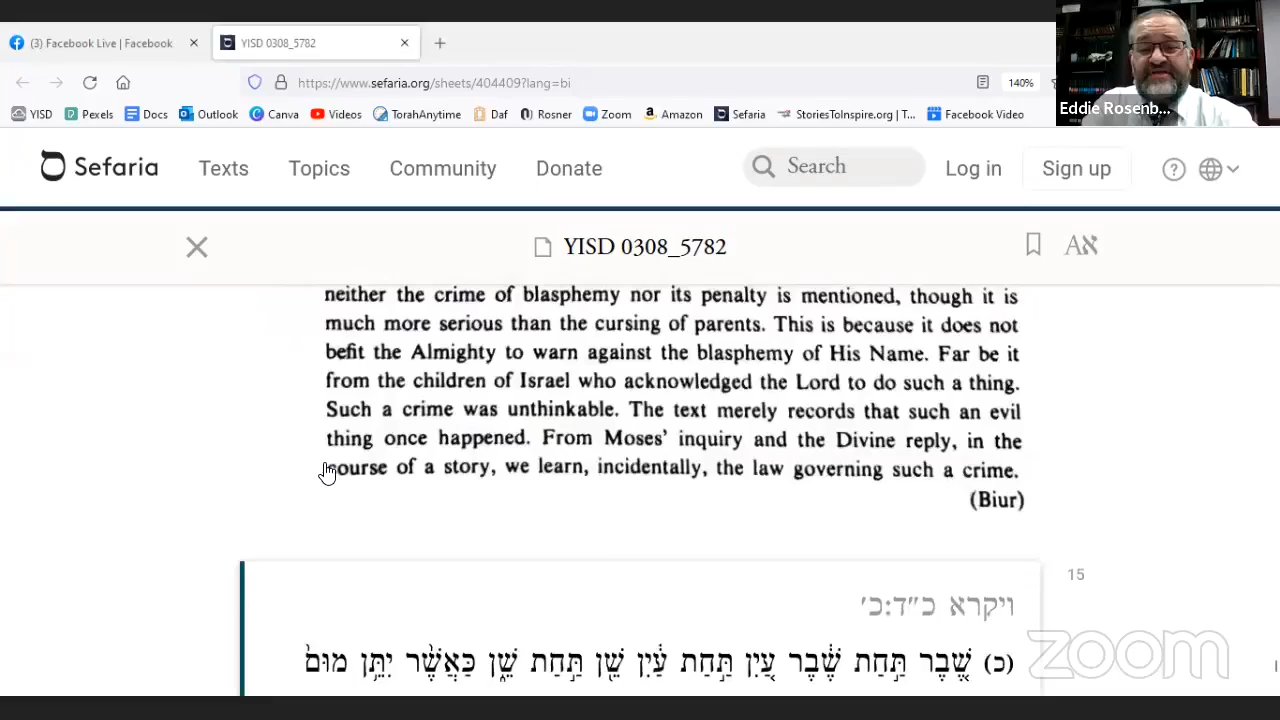 (3) Facebook Live | Facebook
YISD 0308_5782
Eddie Rosenb...
https://www.sefaria.org/sheets/404409?lang=bi
140%
YISD Pexels Docs Outlook Canva Videos TorahAnytime Daf Rosner Zoom Amazon Sefaria StoriesToInspire.org | T... Facebook Video
Sefaria Texts Topics Community Donate Search Log in Sign up
YISD 0308_5782
Aא
neither the crime of blasphemy nor its penalty is mentioned, though it is
much more serious than the cursing of parents. This is because it does not
befit the Almighty to warn against the blasphemy of His Name. Far be it
from the children of Israel who acknowledged the Lord to do such a thing.
Such a crime was unthinkable. The text merely records that such an evil
thing once happened. From Moses' inquiry and the Divine reply, in the
course of a story, we learn, incidentally, the law governing such a crime.
(Biur)
15
ויקרא כ״ד:כ׳
(כ) שֶׁ֚בֶר תַּ֣חַת שֶׁ֔בֶר עַ֚יִן תַּ֣חַת עַ֔יִן שֵׁ֖ן תַּ֣חַת שֵׁ֑ן כַּאֲשֶׁ֨ר יִתֵּ֥ן מוּם֙
zoom